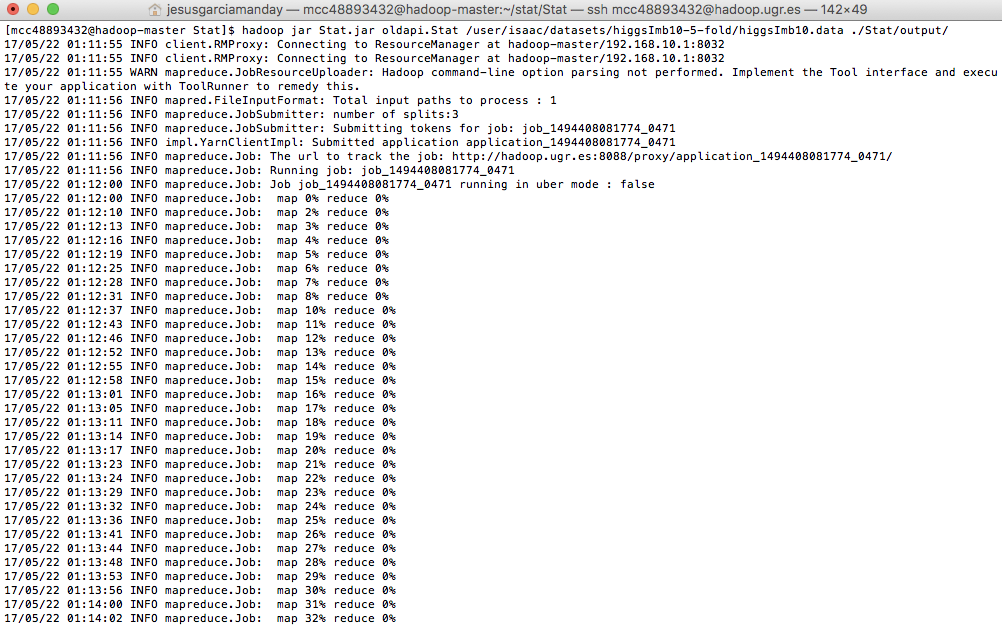 jesusgarciamanday — mcc48893432@hadoop-master:~/stat/Stat — ssh mcc48893432@hadoop.ugr.es — 142×49
[mcc48893432@hadoop-master Stat]$ hadoop jar Stat.jar oldapi.Stat /user/isaac/datasets/higgsImb10-5-fold/higgsImb10.data ./Stat/output/
17/05/22 01:11:55 INFO client.RMProxy: Connecting to ResourceManager at hadoop-master/192.168.10.1:8032
17/05/22 01:11:55 INFO client.RMProxy: Connecting to ResourceManager at hadoop-master/192.168.10.1:8032
17/05/22 01:11:55 WARN mapreduce.JobResourceUploader: Hadoop command-line option parsing not performed. Implement the Tool interface and execu
te your application with ToolRunner to remedy this.
17/05/22 01:11:56 INFO mapred.FileInputFormat: Total input paths to process : 1
17/05/22 01:11:56 INFO mapreduce.JobSubmitter: number of splits:3
17/05/22 01:11:56 INFO mapreduce.JobSubmitter: Submitting tokens for job: job_1494408081774_0471
17/05/22 01:11:56 INFO impl.YarnClientImpl: Submitted application application_1494408081774_0471
17/05/22 01:11:56 INFO mapreduce.Job: The url to track the job: http://hadoop.ugr.es:8088/proxy/application_1494408081774_0471/
17/05/22 01:11:56 INFO mapreduce.Job: Running job: job_1494408081774_0471
17/05/22 01:12:00 INFO mapreduce.Job: Job job_1494408081774_0471 running in uber mode : false
17/05/22 01:12:00 INFO mapreduce.Job:  map 0% reduce 0%
17/05/22 01:12:10 INFO mapreduce.Job:  map 2% reduce 0%
17/05/22 01:12:13 INFO mapreduce.Job:  map 3% reduce 0%
17/05/22 01:12:16 INFO mapreduce.Job:  map 4% reduce 0%
17/05/22 01:12:19 INFO mapreduce.Job:  map 5% reduce 0%
17/05/22 01:12:25 INFO mapreduce.Job:  map 6% reduce 0%
17/05/22 01:12:28 INFO mapreduce.Job:  map 7% reduce 0%
17/05/22 01:12:31 INFO mapreduce.Job:  map 8% reduce 0%
17/05/22 01:12:37 INFO mapreduce.Job:  map 10% reduce 0%
17/05/22 01:12:43 INFO mapreduce.Job:  map 11% reduce 0%
17/05/22 01:12:46 INFO mapreduce.Job:  map 12% reduce 0%
17/05/22 01:12:52 INFO mapreduce.Job:  map 13% reduce 0%
17/05/22 01:12:55 INFO mapreduce.Job:  map 14% reduce 0%
17/05/22 01:12:58 INFO mapreduce.Job:  map 15% reduce 0%
17/05/22 01:13:01 INFO mapreduce.Job:  map 16% reduce 0%
17/05/22 01:13:05 INFO mapreduce.Job:  map 17% reduce 0%
17/05/22 01:13:11 INFO mapreduce.Job:  map 18% reduce 0%
17/05/22 01:13:14 INFO mapreduce.Job:  map 19% reduce 0%
17/05/22 01:13:17 INFO mapreduce.Job:  map 20% reduce 0%
17/05/22 01:13:23 INFO mapreduce.Job:  map 21% reduce 0%
17/05/22 01:13:24 INFO mapreduce.Job:  map 22% reduce 0%
17/05/22 01:13:29 INFO mapreduce.Job:  map 23% reduce 0%
17/05/22 01:13:32 INFO mapreduce.Job:  map 24% reduce 0%
17/05/22 01:13:36 INFO mapreduce.Job:  map 25% reduce 0%
17/05/22 01:13:41 INFO mapreduce.Job:  map 26% reduce 0%
17/05/22 01:13:44 INFO mapreduce.Job:  map 27% reduce 0%
17/05/22 01:13:48 INFO mapreduce.Job:  map 28% reduce 0%
17/05/22 01:13:53 INFO mapreduce.Job:  map 29% reduce 0%
17/05/22 01:13:56 INFO mapreduce.Job:  map 30% reduce 0%
17/05/22 01:14:00 INFO mapreduce.Job:  map 31% reduce 0%
17/05/22 01:14:02 INFO mapreduce.Job:  map 32% reduce 0%